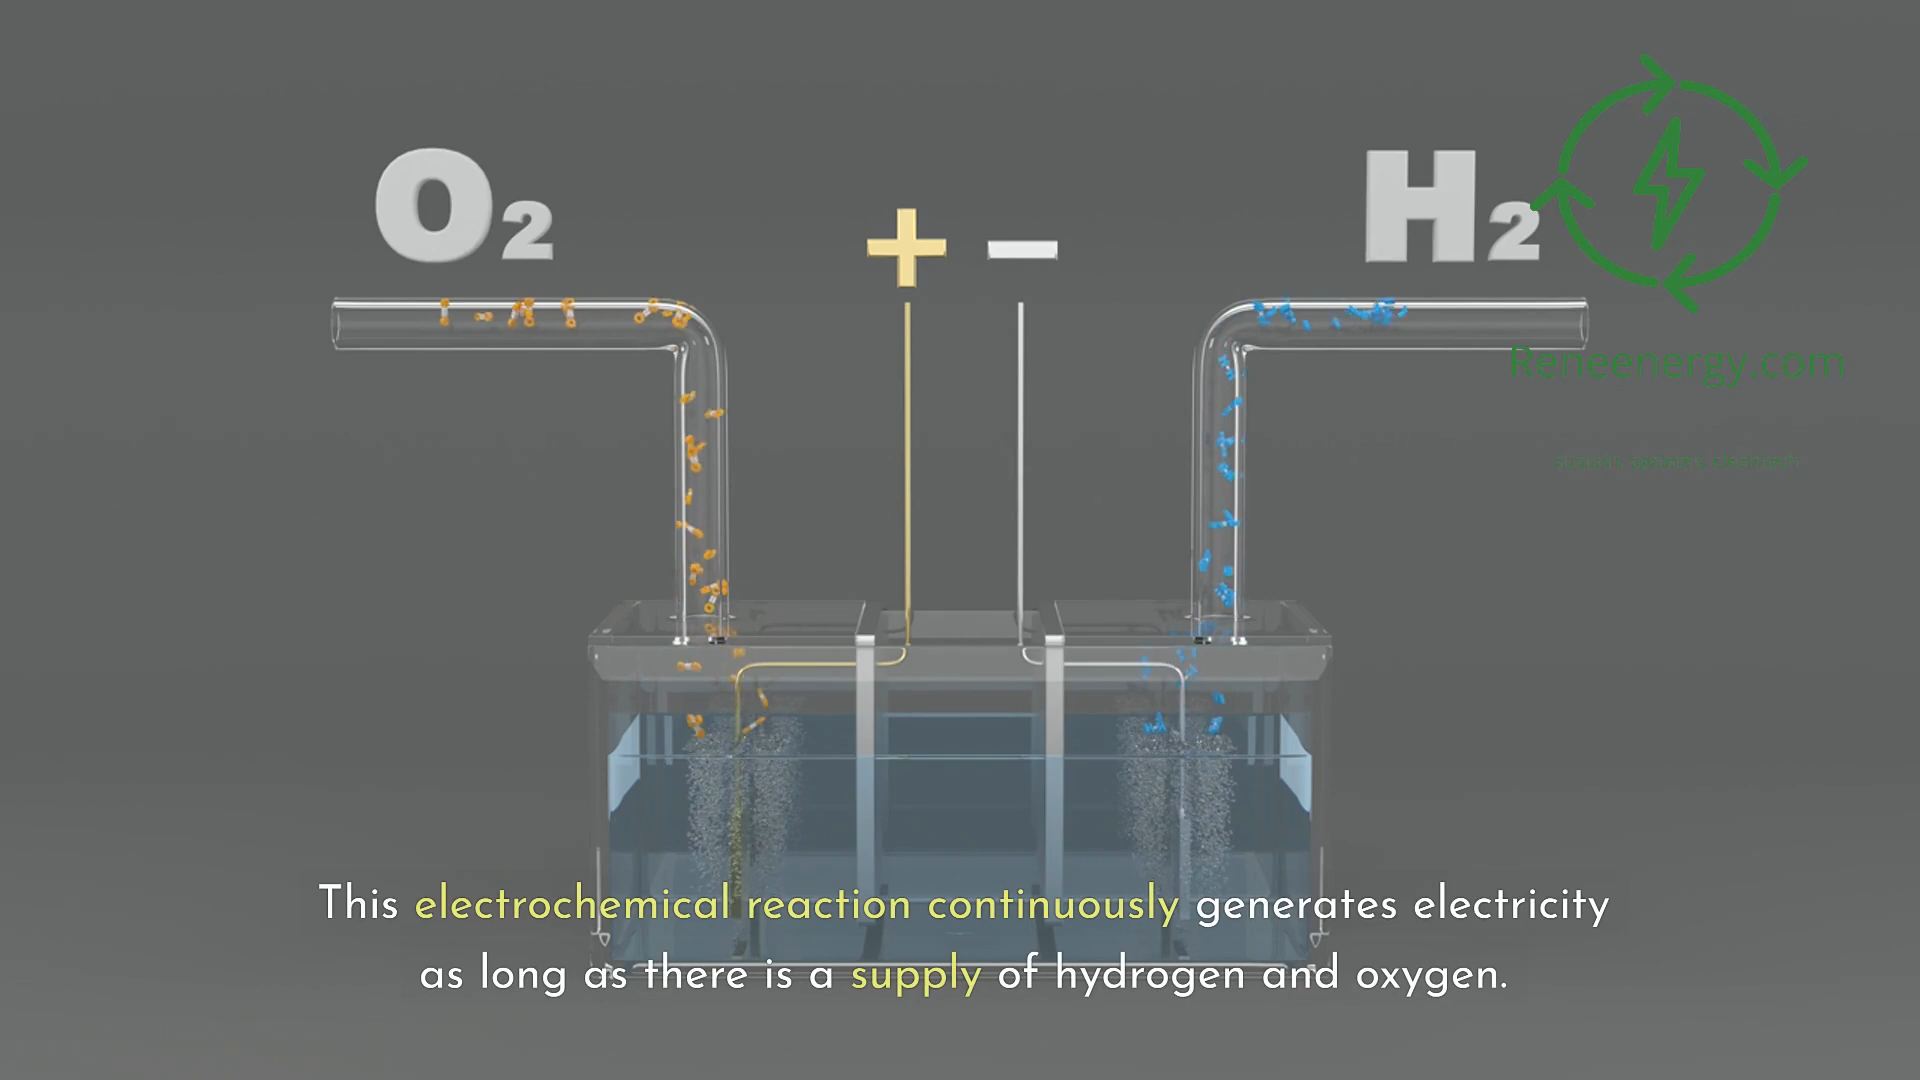 O2
+ −
H2
Reneenergy.com
This electrochemical reaction continuously generates electricity
as long as there is a supply of hydrogen and oxygen.